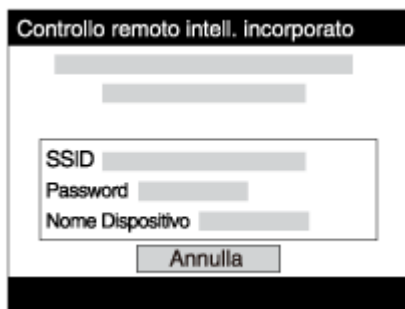 Controllo remoto intell. incorporato
SSID
Password
Nome Dispositivo
Annulla